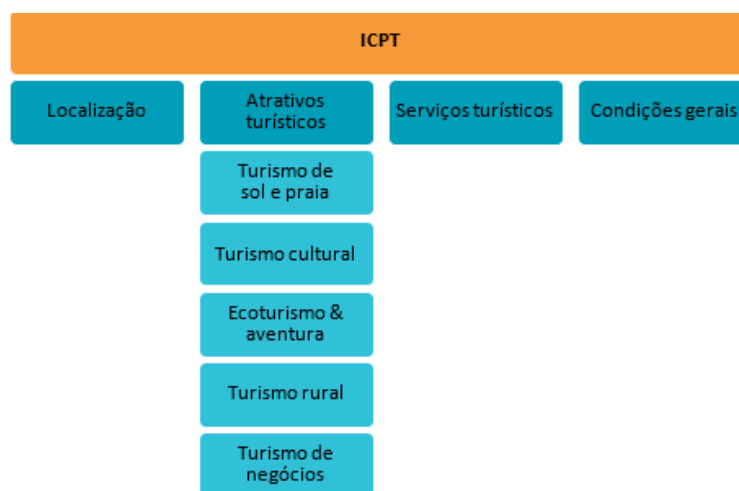 ICPT
Localização
Atrativos
turísticos
Serviços turísticos
Condições gerais
Turismo de
sol e praia
Turismo cultural
Ecoturismo &
aventura
Turismo rural
Turismo de
negócios